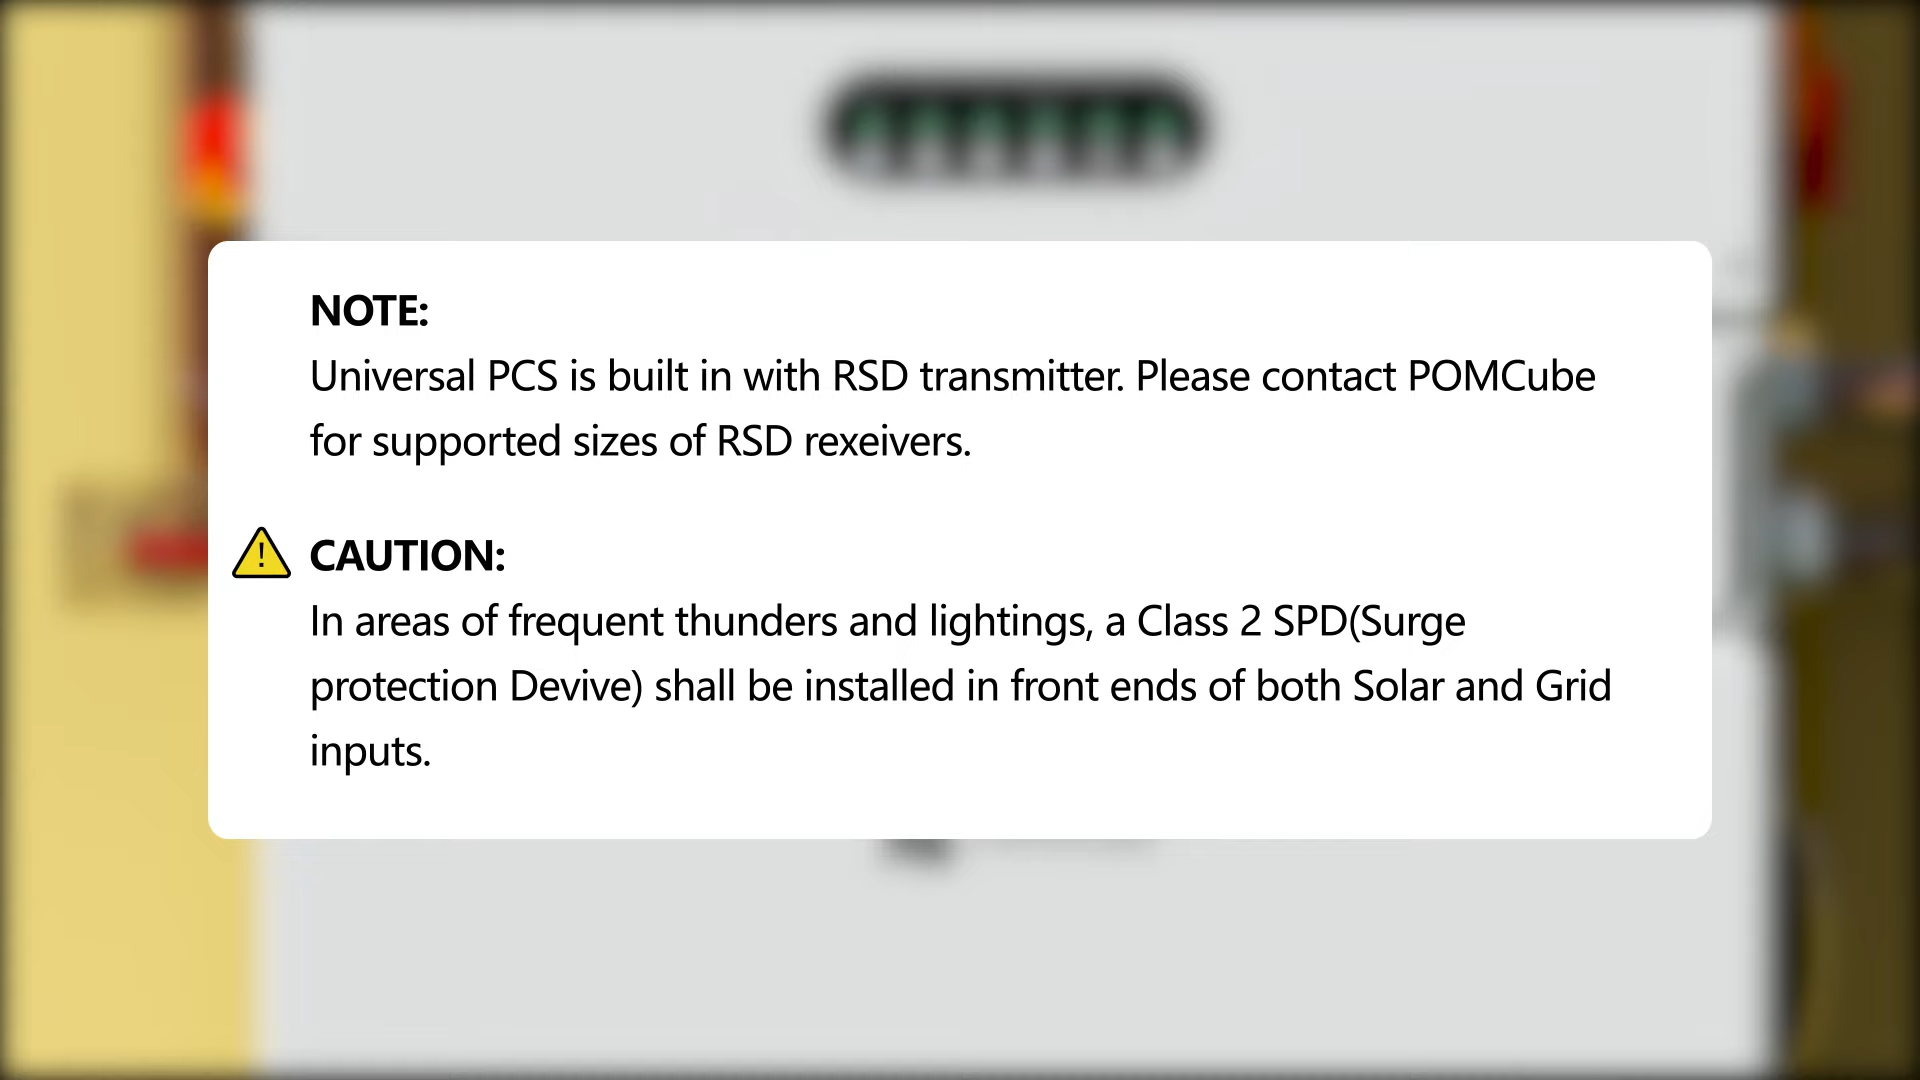 NOTE:
Universal PCS is built in with RSD transmitter. Please contact POMCube
for supported sizes of RSD rexeivers.
CAUTION:
In areas of frequent thunders and lightings, a Class 2 SPD(Surge
protection Devive) shall be installed in front ends of both Solar and Grid
inputs.